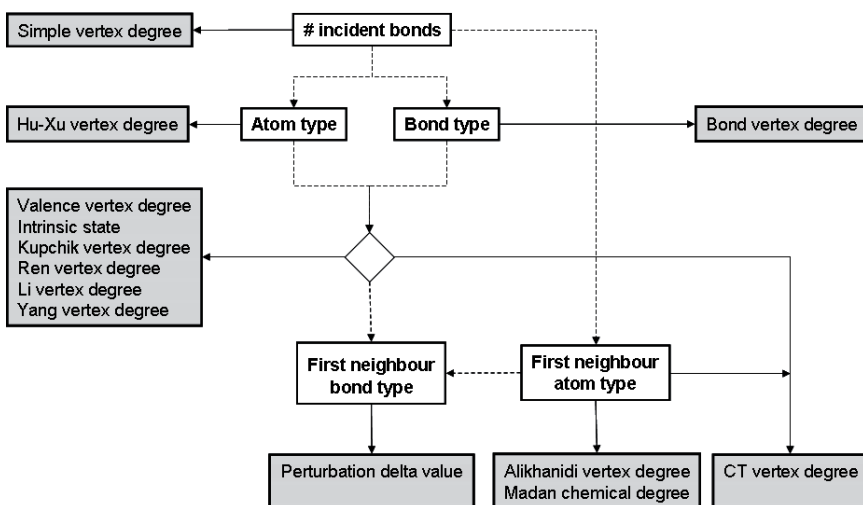 Simple vertex degree
# incident bonds
Hu-Xu vertex degree
Atom type
Bond type
Bond vertex degree
Valence vertex degree
Intrinsic state
Kupchik vertex degree
Ren vertex degree
Li vertex degree
Yang vertex degree
First neighbour
bond type
First neighbour
atom type
Perturbation delta value
Alikhanidi vertex degree
Madan chemical degree
CT vertex degree